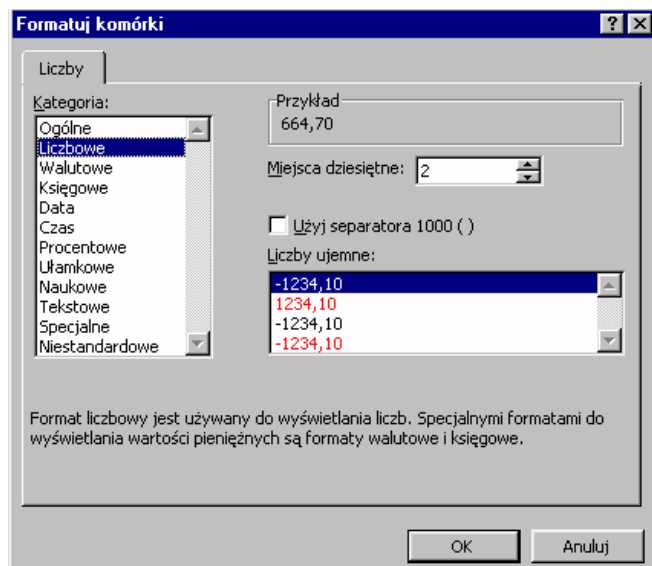 Formatuj komórki
Liczby
Kategoria:
Ogólne
Liczbowe
Walutowe
Księgowe
Data
Czas
Procentowe
Ułamkowe
Naukowe
Tekstowe
Specjalne
Niestandardowe
Przykład
664,70
Miejsca dziesiętne: 2
Użyj separatora 1000 ( )
Liczby ujemne:
-1234,10
1234,10
-1234,10
-1234,10
Format liczbowy jest używany do wyświetlania liczb. Specjalnymi formatami do
wyświetlania wartości pieniężnych są formaty walutowe i księgowe.
OK Anuluj